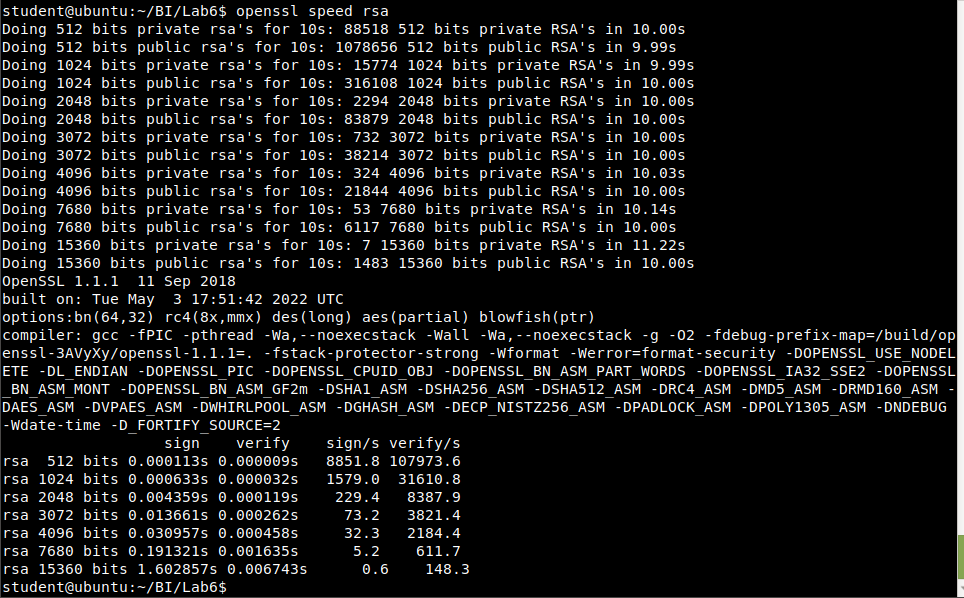 student@ubuntu:~/BI/Lab6$ openssl speed rsa
Doing 512 bits private rsa's for 10s: 88518 512 bits private RSA's in 10.00s
Doing 512 bits public rsa's for 10s: 1078656 512 bits public RSA's in 9.99s
Doing 1024 bits private rsa's for 10s: 15774 1024 bits private RSA's in 9.99s
Doing 1024 bits public rsa's for 10s: 316108 1024 bits public RSA's in 10.00s
Doing 2048 bits private rsa's for 10s: 2294 2048 bits private RSA's in 10.00s
Doing 2048 bits public rsa's for 10s: 83879 2048 bits public RSA's in 10.00s
Doing 3072 bits private rsa's for 10s: 732 3072 bits private RSA's in 10.00s
Doing 3072 bits public rsa's for 10s: 38214 3072 bits public RSA's in 10.00s
Doing 4096 bits private rsa's for 10s: 324 4096 bits private RSA's in 10.03s
Doing 4096 bits public rsa's for 10s: 21844 4096 bits public RSA's in 10.00s
Doing 7680 bits private rsa's for 10s: 53 7680 bits private RSA's in 10.14s
Doing 7680 bits public rsa's for 10s: 6117 7680 bits public RSA's in 10.00s
Doing 15360 bits private rsa's for 10s: 7 15360 bits private RSA's in 11.22s
Doing 15360 bits public rsa's for 10s: 1483 15360 bits public RSA's in 10.00s
OpenSSL 1.1.1  11 Sep 2018
built on: Tue May  3 17:51:42 2022 UTC
options:bn(64,32) rc4(8x,mmx) des(long) aes(partial) blowfish(ptr)
compiler: gcc -fPIC -pthread -Wa,--noexecstack -Wall -Wa,--noexecstack -g -O2 -fdebug-prefix-map=/build/op
enssl-3AVyXy/openssl-1.1.1=. -fstack-protector-strong -Wformat -Werror=format-security -DOPENSSL_USE_NODEL
ETE -DL_ENDIAN -DOPENSSL_PIC -DOPENSSL_CPUID_OBJ -DOPENSSL_BN_ASM_PART_WORDS -DOPENSSL_IA32_SSE2 -DOPENSSL
_BN_ASM_MONT -DOPENSSL_BN_ASM_GF2m -DSHA1_ASM -DSHA256_ASM -DSHA512_ASM -DRC4_ASM -DMD5_ASM -DRMD160_ASM -
DAES_ASM -DVPAES_ASM -DWHIRLPOOL_ASM -DGHASH_ASM -DECP_NISTZ256_ASM -DPADLOCK_ASM -DPOLY1305_ASM -DNDEBUG 
-Wdate-time -D_FORTIFY_SOURCE=2
                  sign    verify    sign/s verify/s
rsa  512 bits 0.000113s 0.000009s   8851.8 107973.6
rsa 1024 bits 0.000633s 0.000032s   1579.0  31610.8
rsa 2048 bits 0.004359s 0.000119s    229.4   8387.9
rsa 3072 bits 0.013661s 0.000262s     73.2   3821.4
rsa 4096 bits 0.030957s 0.000458s     32.3   2184.4
rsa 7680 bits 0.191321s 0.001635s      5.2    611.7
rsa 15360 bits 1.602857s 0.006743s      0.6    148.3
student@ubuntu:~/BI/Lab6$